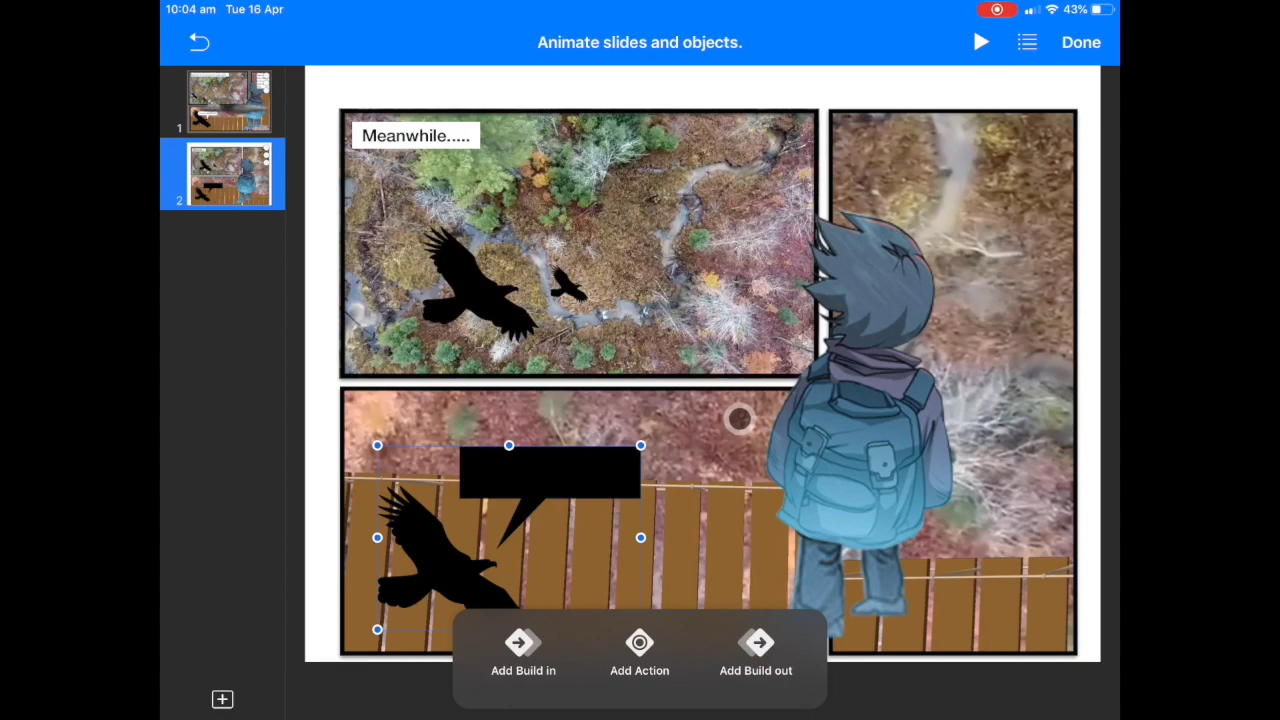 10:04 am Tue 16 Apr
43%
Animate slides and objects.
Done
1
2
Meanwhile.....
Add Build in
Add Action
Add Build out